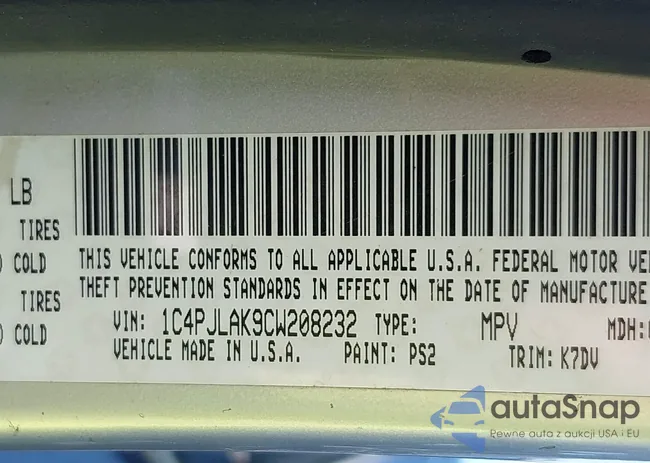 LB
TIRES
) COLD
THIS VEHICLE CONFORMS TO ALL APPLICABLE U.S.A. FEDERAL MOTOR
TIRES
THEFT PREVENTION STANDARDS IN EFFECT ON THE DATE OF MANUFACTURE
) COLD
VIN: 1C4PJLAK9CW208232 TYPE: MPV MDH:
VEHICLE MADE IN U.S.A. PAINT: PS2 TRIM: K7DV
autoSnap
Pewne auta z aukcji USA i EU